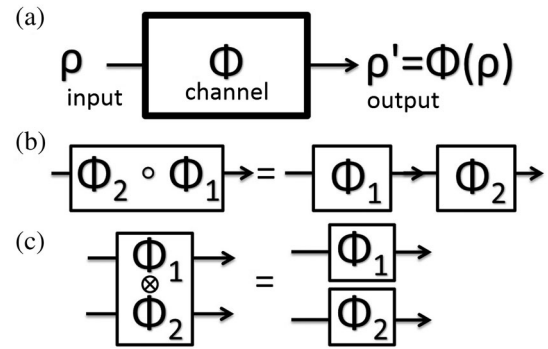 (a)
ρ Φ ρ'=Φ(ρ)
input channel output
(b)
Φ₂ ∘ Φ₁ = Φ₁ Φ₂
(c)
Φ₁ ⊗ Φ₂ = Φ₁ Φ₂